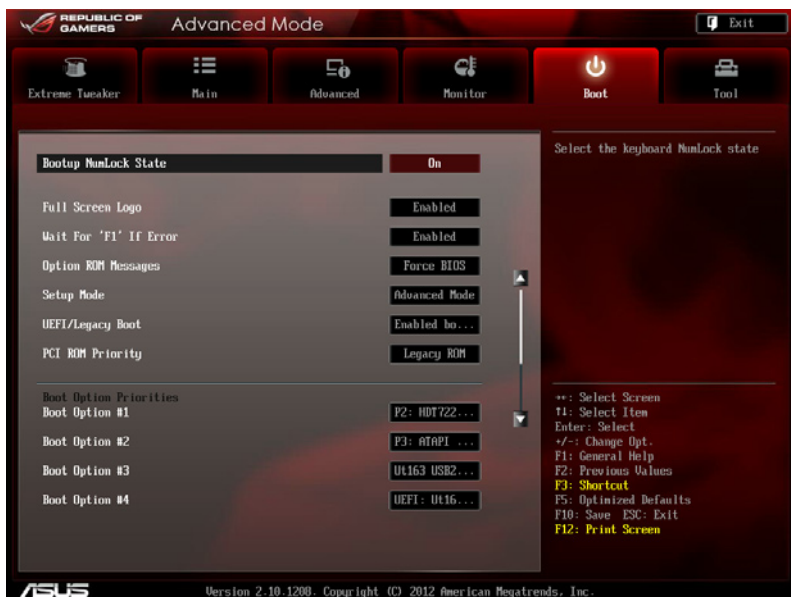 REPUBLIC OF GAMERS
Advanced Mode
Exit
Extreme Tweaker
Main
Advanced
Monitor
Boot
Tool
Bootup NumLock State On
Full Screen Logo Enabled
Wait For 'F1' If Error Enabled
Option ROM Messages Force BIOS
Setup Mode Advanced Mode
UEFI/Legacy Boot Enabled bo...
PCI ROM Priority Legacy ROM
Boot Option Priorities
Boot Option #1 P2: HDT722...
Boot Option #2 P3: ATAPI ...
Boot Option #3 Ut163 USB2...
Boot Option #4 UEFI: Ut16...
Select the keyboard NumLock state
→←: Select Screen
↑↓: Select Item
Enter: Select
+/-: Change Opt.
F1: General Help
F2: Previous Values
F3: Shortcut
F5: Optimized Defaults
F10: Save ESC: Exit
F12: Print Screen
ASUS
Version 2.10.1208. Copyright (C) 2012 American Megatrends, Inc.